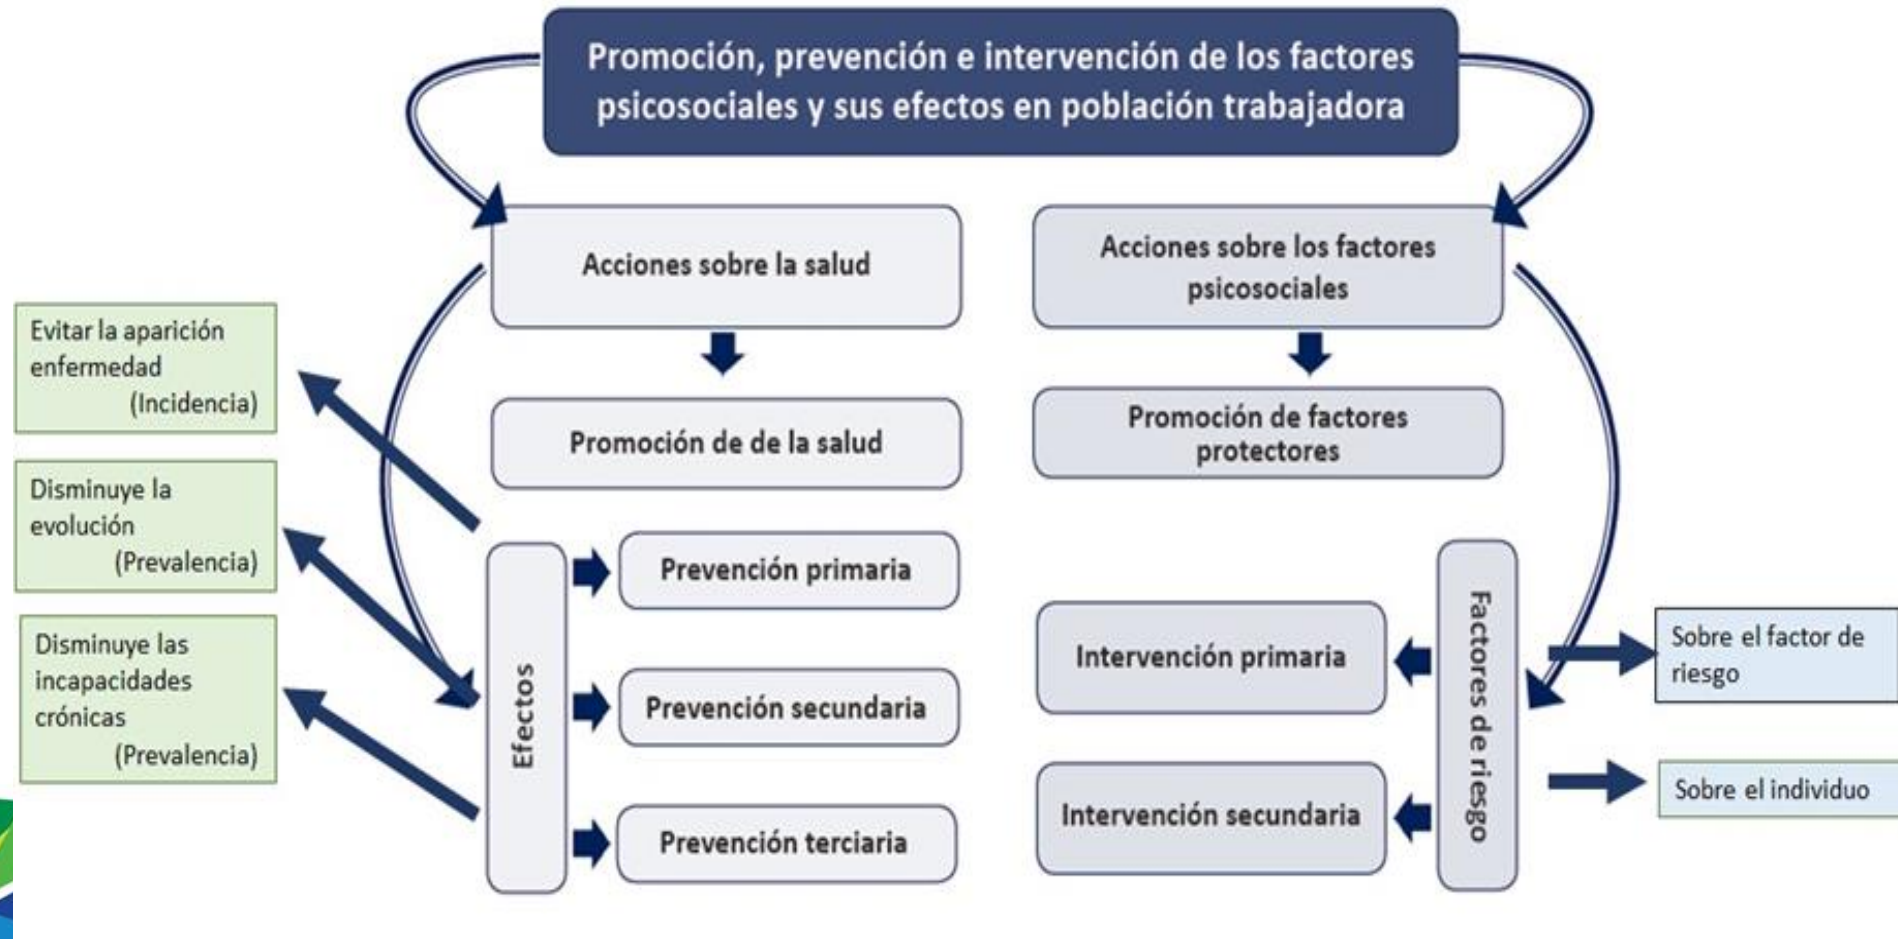 Promoción, prevención e intervención de los factores
psicosociales y sus efectos en población trabajadora
Acciones sobre la salud
Acciones sobre los factores
psicosociales
Evitar la aparición
enfermedad
(Incidencia)
Promoción de de la salud
Promoción de factores
protectores
Disminuye la
evolución
(Prevalencia)
Disminuye las
incapacidades
crónicas
(Prevalencia)
Efectos
Prevención primaria
Prevención secundaria
Prevención terciaria
Intervención primaria
Intervención secundaria
Factores de riesgo
Sobre el factor de
riesgo
Sobre el individuo